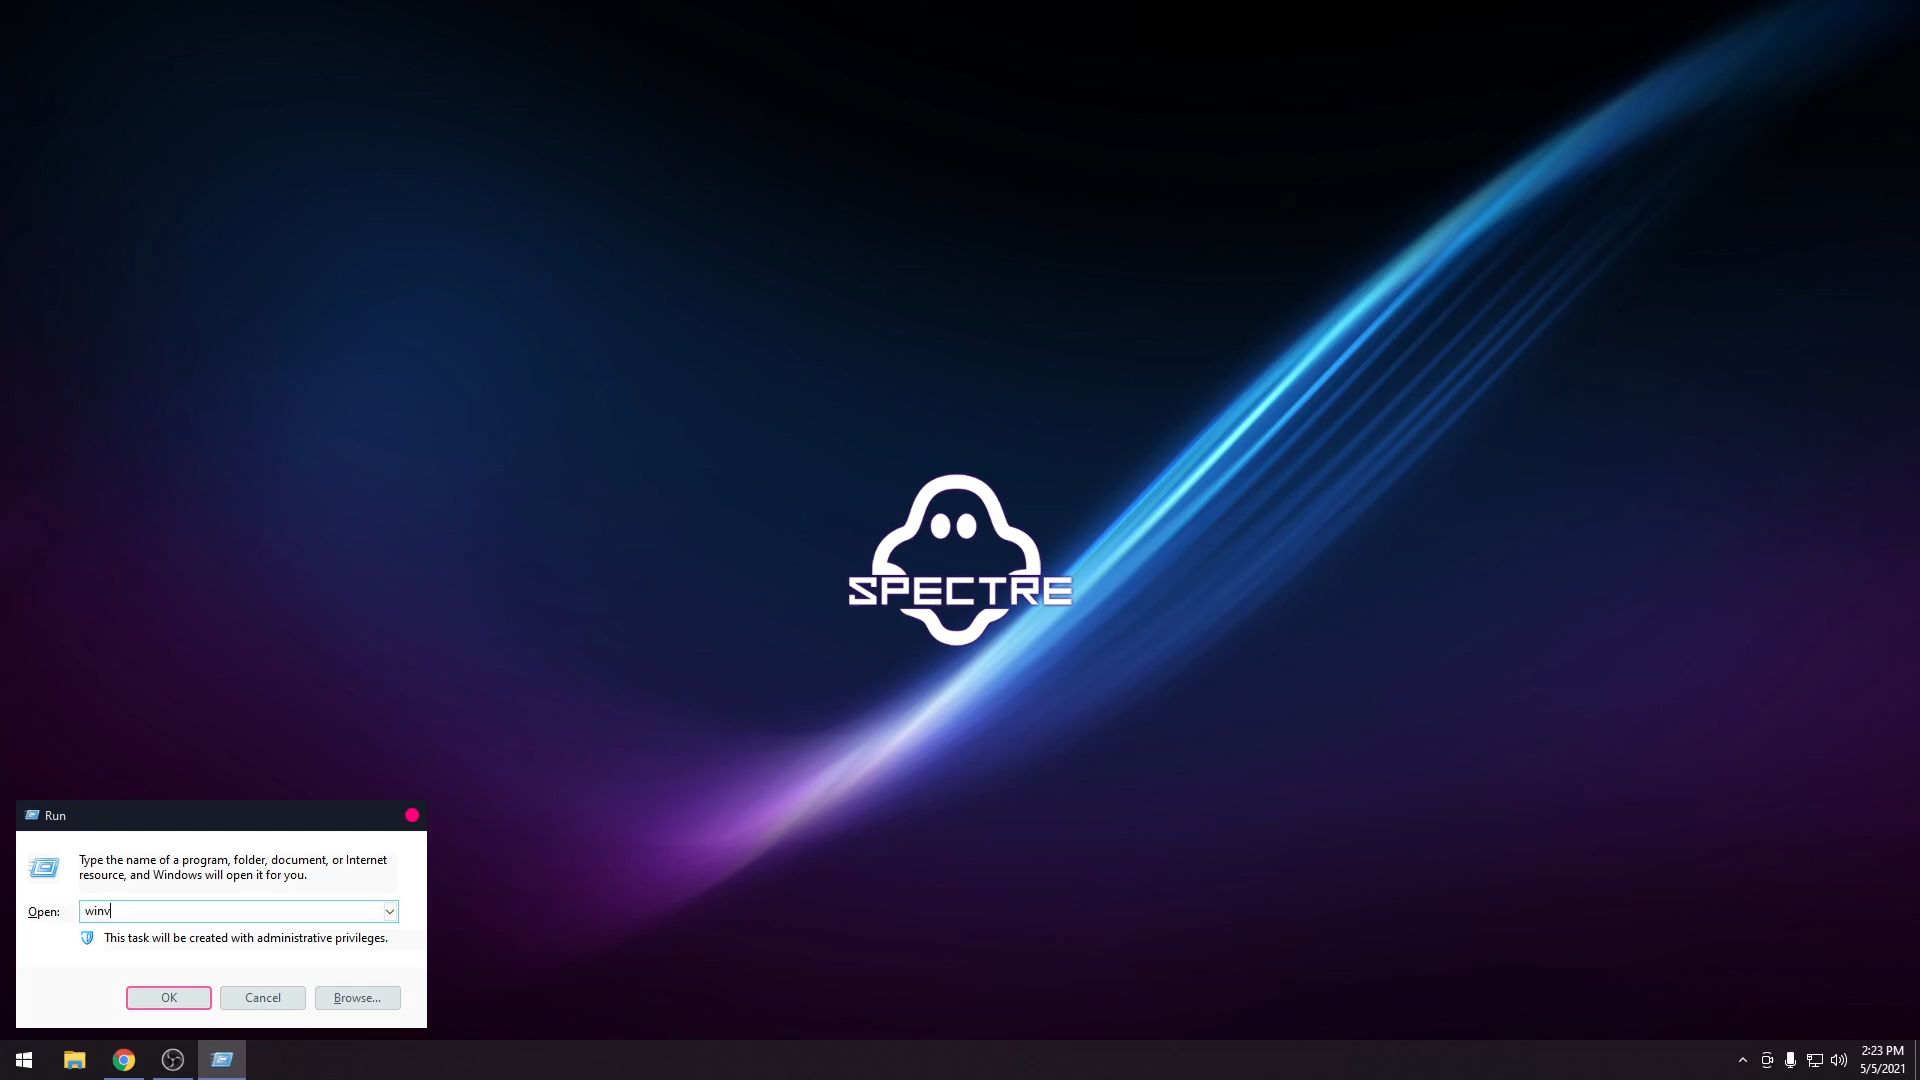 SPECTRE
Run
Type the name of a program, folder, document, or Internet
resource, and Windows will open it for you.
Open: winv
This task will be created with administrative privileges.
OK Cancel Browse...
2:23 PM
5/5/2021